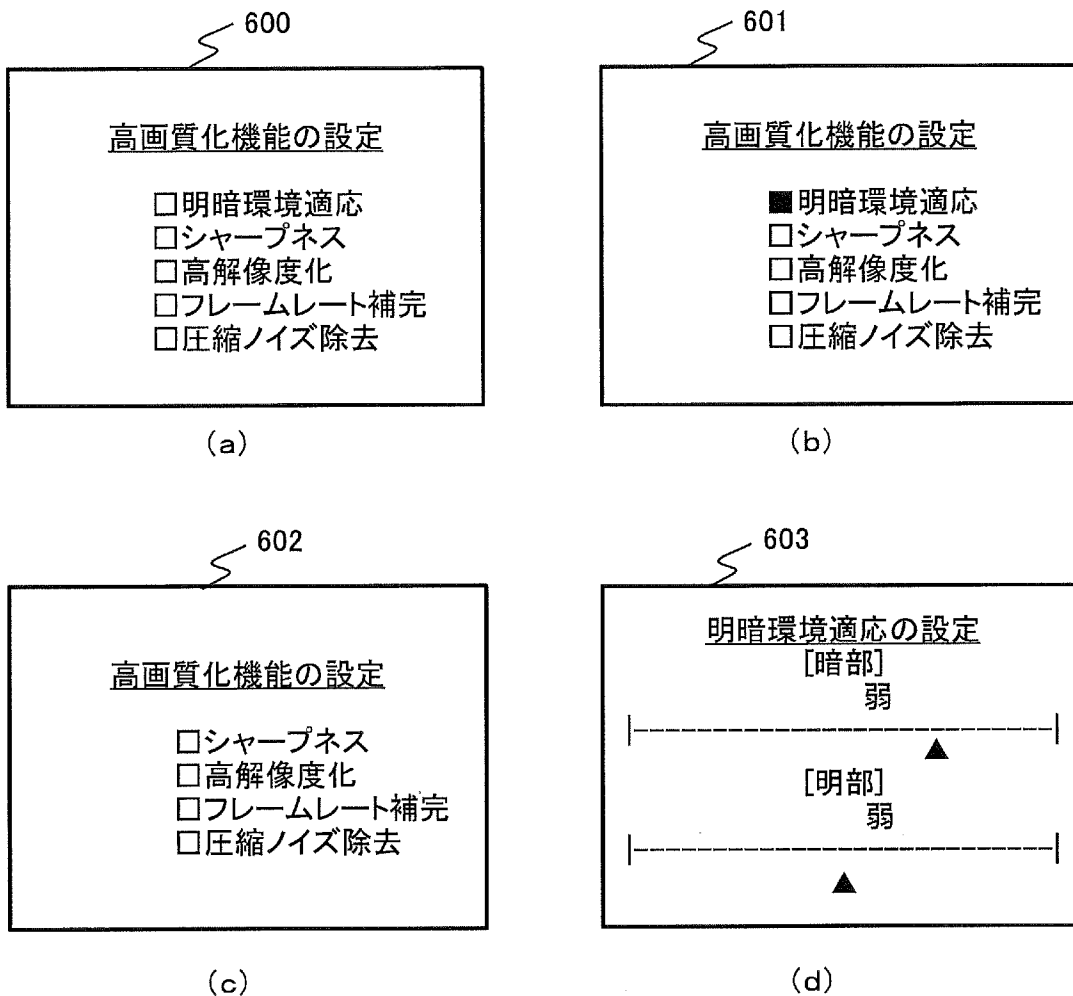 600
高画質化機能の設定
□明暗環境適応
□シャープネス
□高解像度化
□フレームレート補完
□圧縮ノイズ除去
(a)
601
高画質化機能の設定
■明暗環境適応
□シャープネス
□高解像度化
□フレームレート補完
□圧縮ノイズ除去
(b)
602
高画質化機能の設定
□シャープネス
□高解像度化
□フレームレート補完
□圧縮ノイズ除去
(c)
603
明暗環境適応の設定
[暗部]
弱
[明部]
弱
(d)